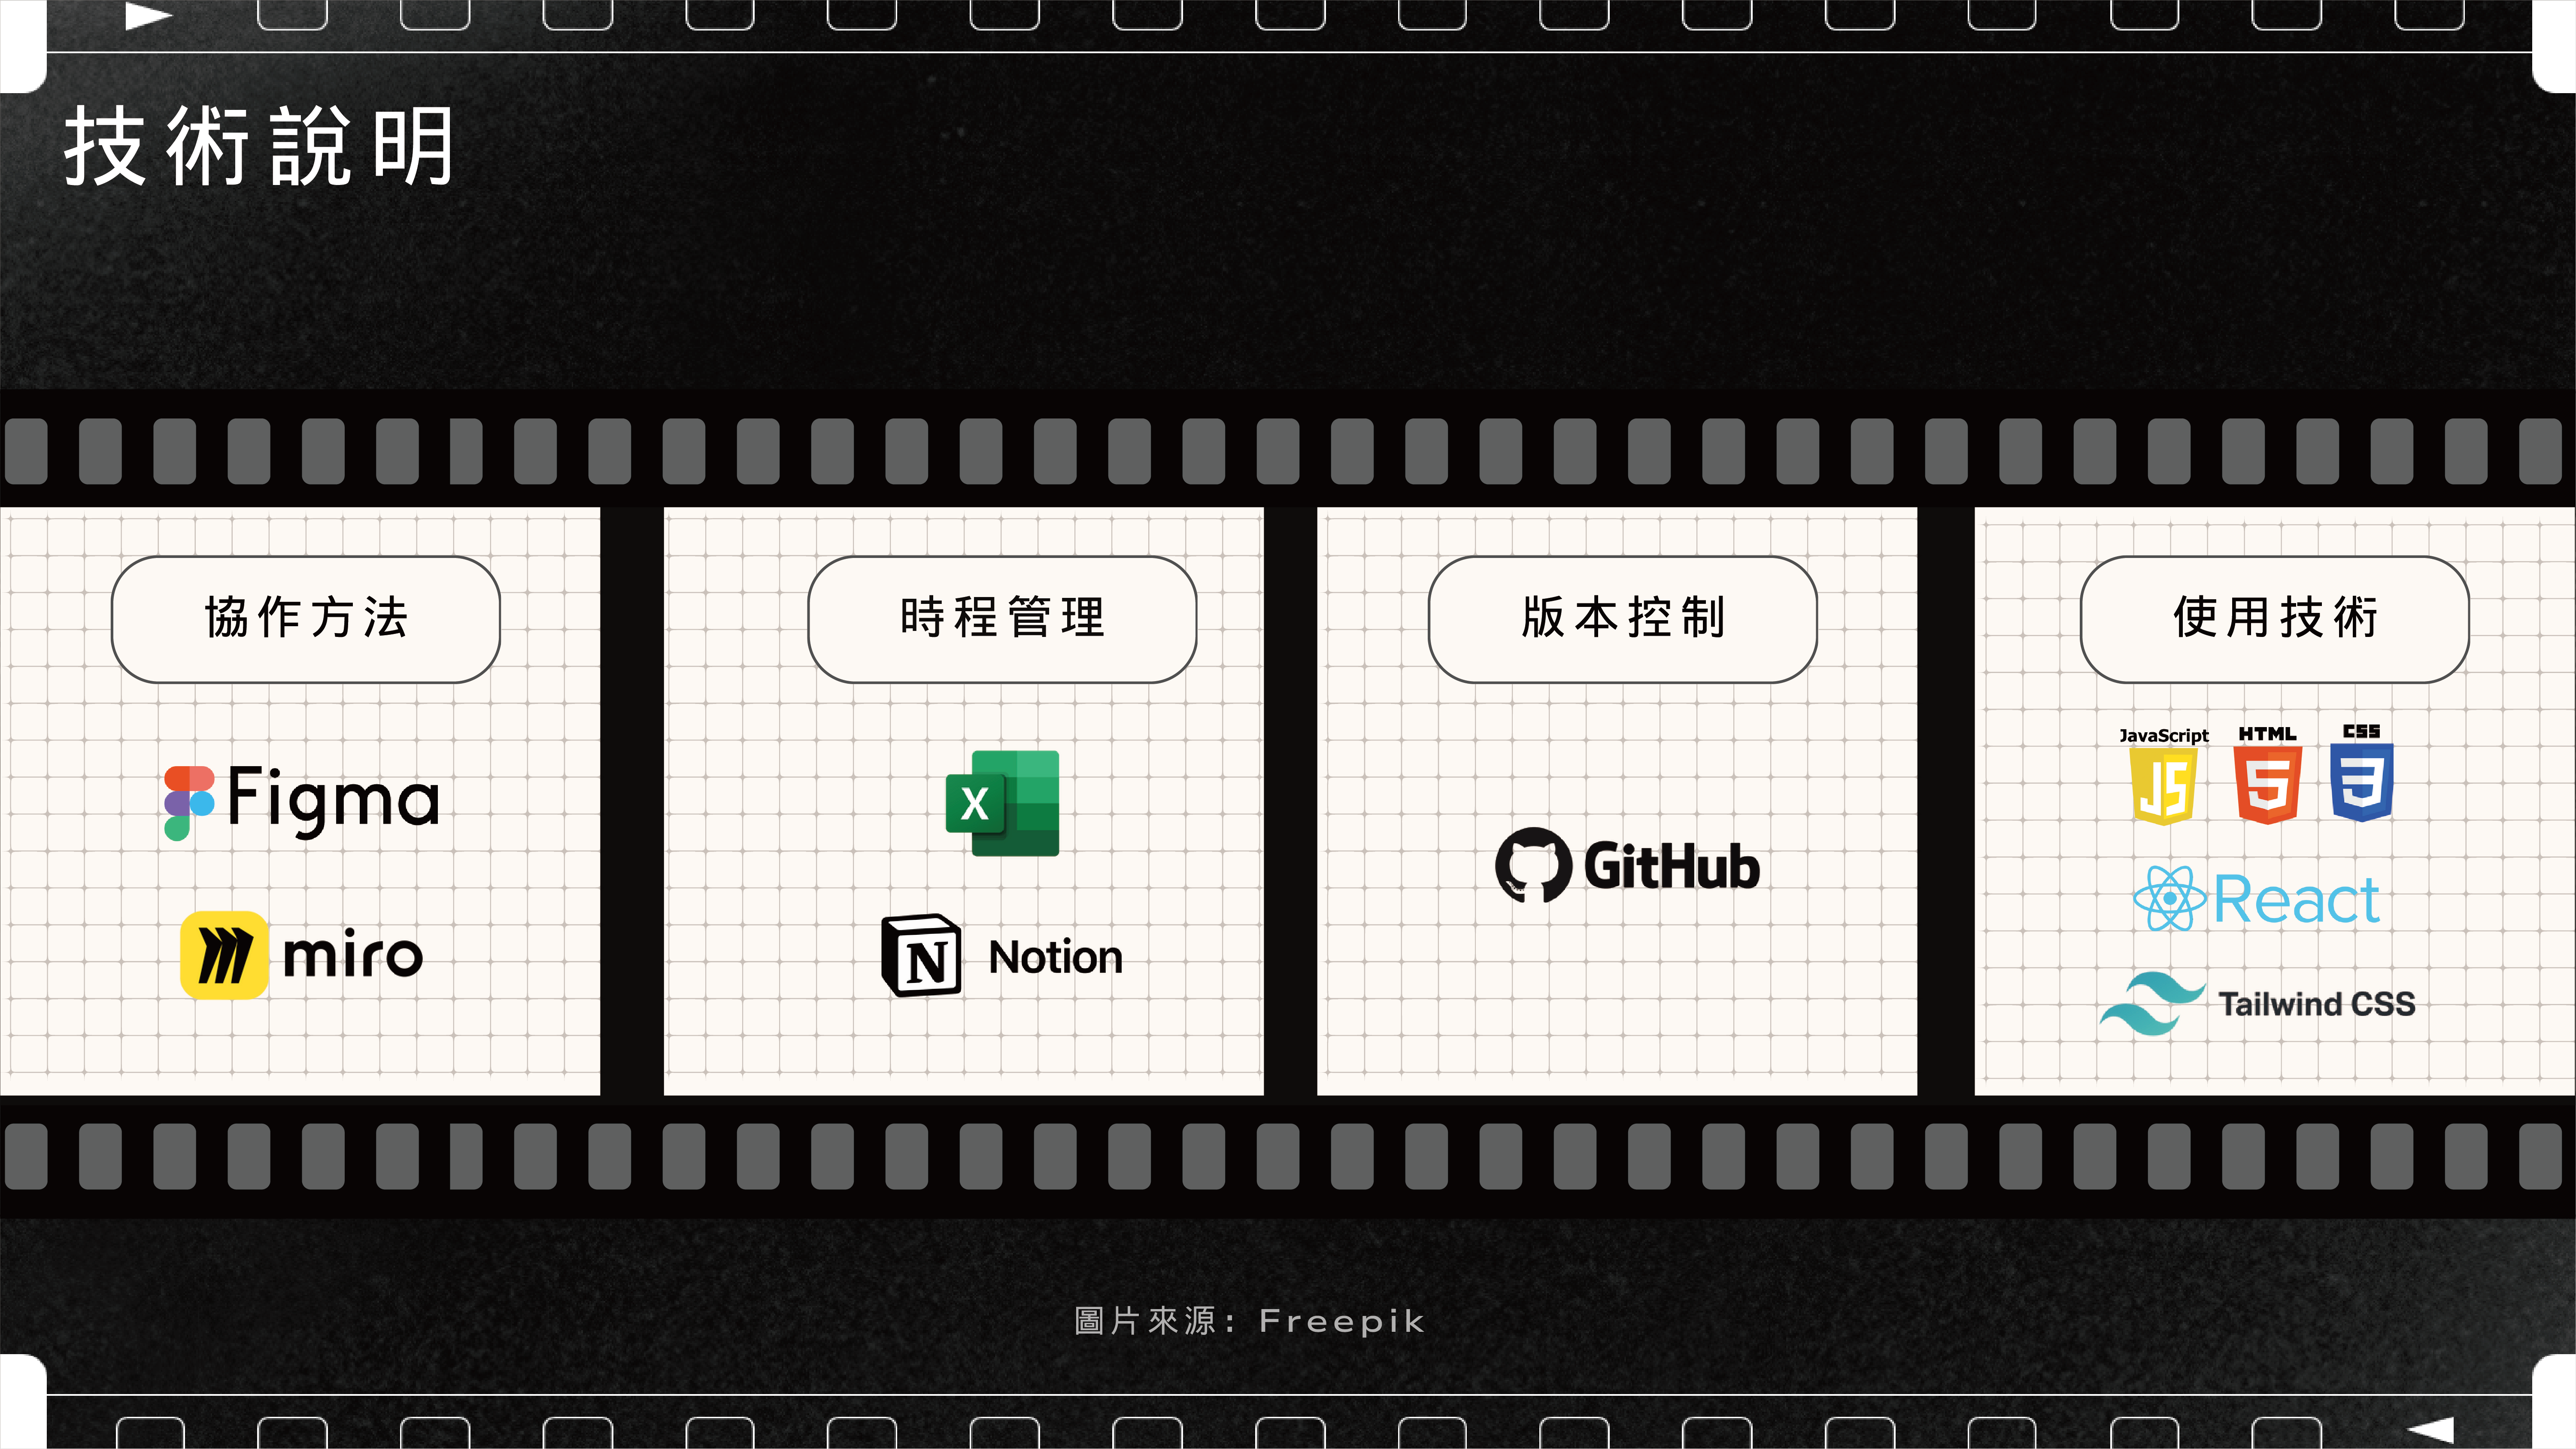 技術說明
協作方法
Figma
miro
時程管理
X
N Notion
版本控制
GitHub
使用技術
JavaScript HTML CSS
JS 5 3
React
Tailwind CSS
圖片來源: Freepik